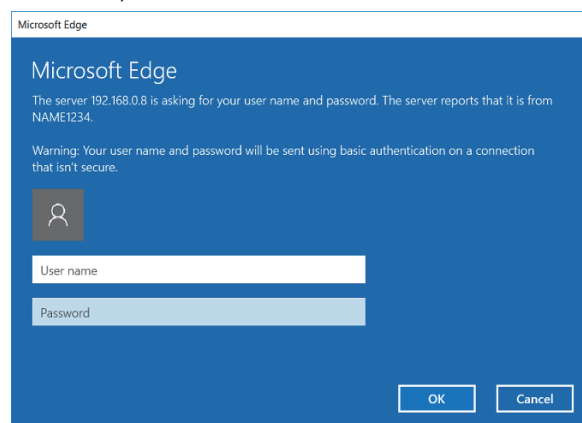 Microsoft Edge
Microsoft Edge
The server 192.168.0.8 is asking for your user name and password. The server reports that it is from
NAME1234.
Warning: Your user name and password will be sent using basic authentication on a connection
that isn't secure.
User name
Password
OK
Cancel